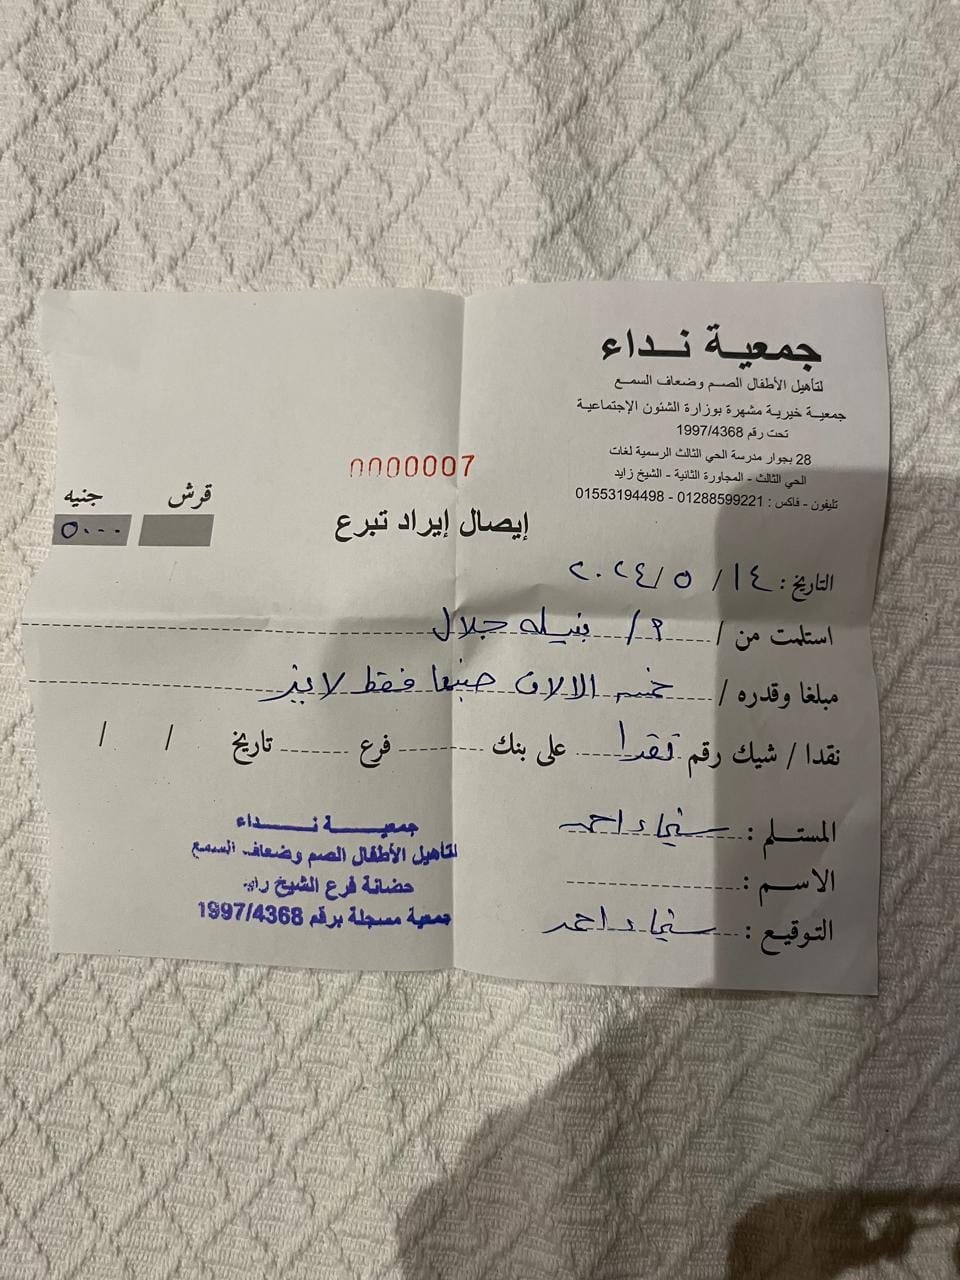 جمعية نداء
لتأهيل الأطفال الصم وضعاف السمع
جمعية خيرية مشهرة بوزارة الشئون الإجتماعية
تحت رقم 1997/4368
28 بجوار مدرسة الحي الثالث الرسمية لغات
الحي الثالث - المجاورة الثانية - الشيخ زايد
تليفون - فاكس : 01288599221 - 01553194498
0000007
قرش جنيه
٥٠٠٠
إيصال إيراد تبرع
التاريخ : ١٤ / ٥ / ٢٠٢٤
استلمت من / م / نبيله جلال
مبلغا وقدره / خمسه الالاف جنيها فقط لاغير
نقدا / شيك رقم نقدا على بنك فرع تاريخ / /
المستلم : شيماء احمد
الاسم :
التوقيع : شيماء احمد
جمعية نداء
لتأهيل الأطفال الصم وضعاف السمع
حضانة فرع الشيخ زايد
جمعية مسجلة برقم 1997/4368